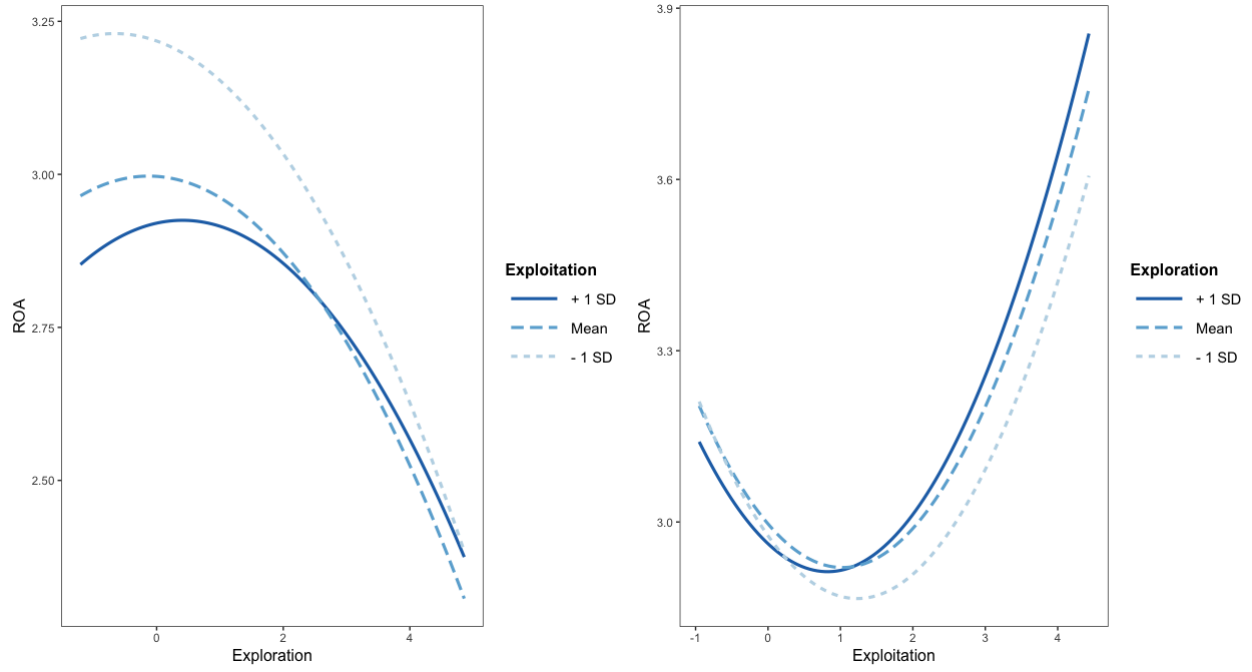 3.25
3.00
2.75
2.50
ROA
0
2
4
Exploration
Exploitation
+ 1 SD
Mean
- 1 SD
3.9
3.6
3.3
3.0
ROA
-1
0
1
2
3
4
Exploitation
Exploration
+ 1 SD
Mean
- 1 SD